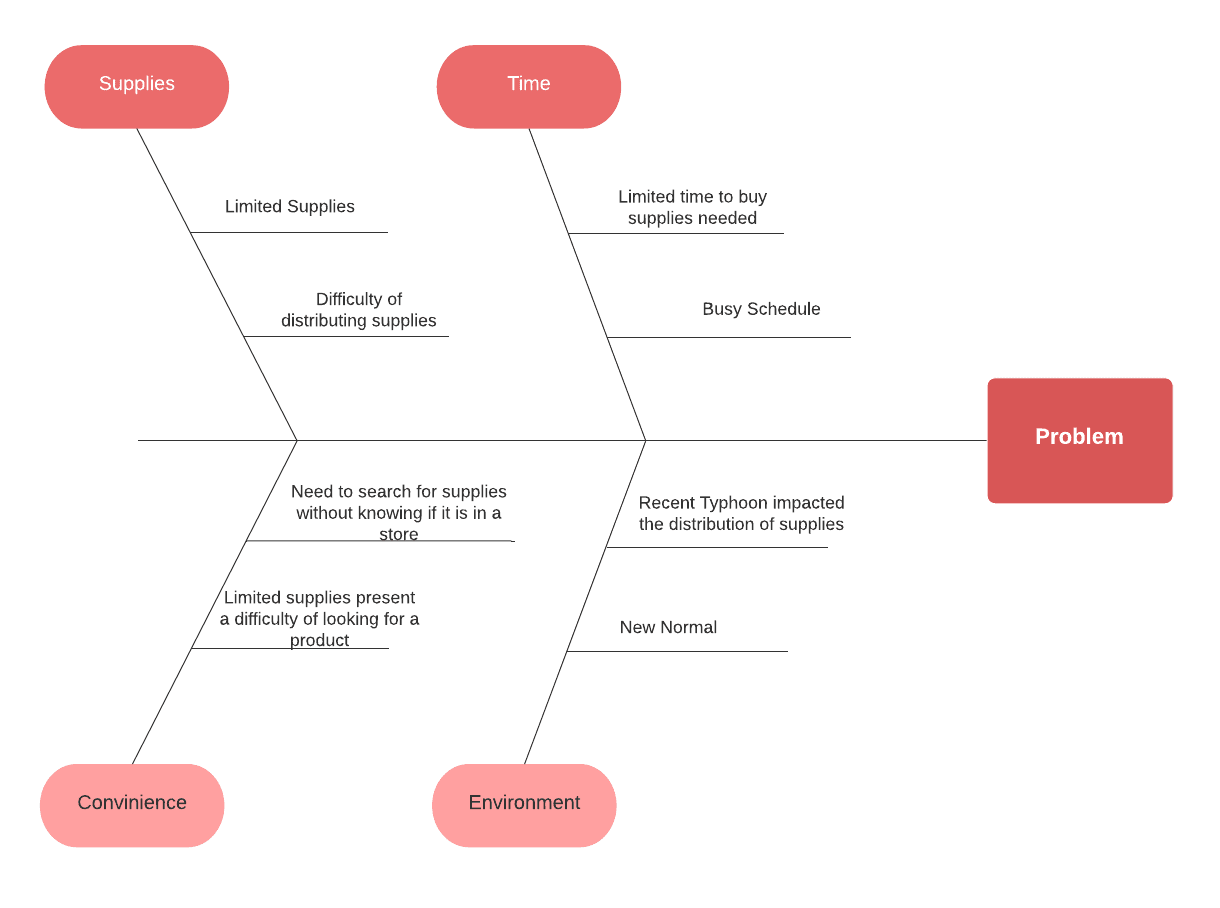 Supplies
Time
Limited Supplies
Limited time to buy
supplies needed
Difficulty of
distributing supplies
Busy Schedule
Problem
Need to search for supplies
without knowing if it is in a
store
Recent Typhoon impacted
the distribution of supplies
Limited supplies present
a difficulty of looking for a
product
New Normal
Convinience
Environment